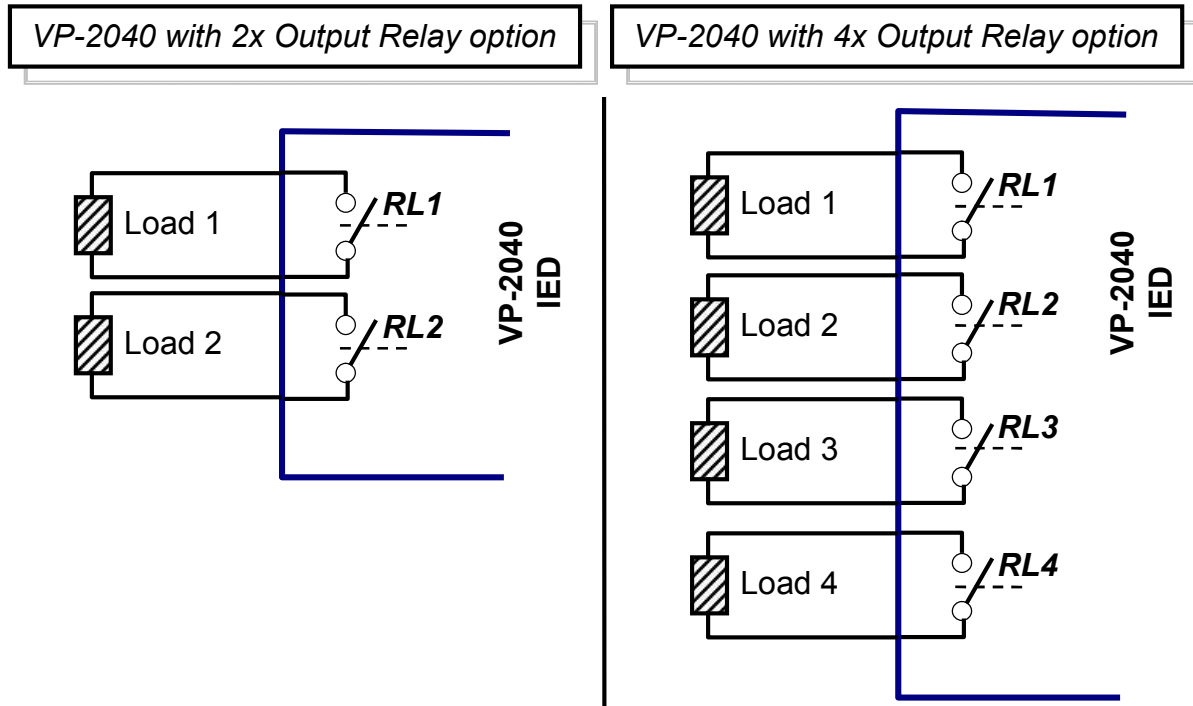 VP-2040 with 2x Output Relay option
VP-2040 with 4x Output Relay option
Load 1
RL1
Load 2
RL2
VP-2040
IED
Load 1
RL1
Load 2
RL2
Load 3
RL3
Load 4
RL4
VP-2040
IED